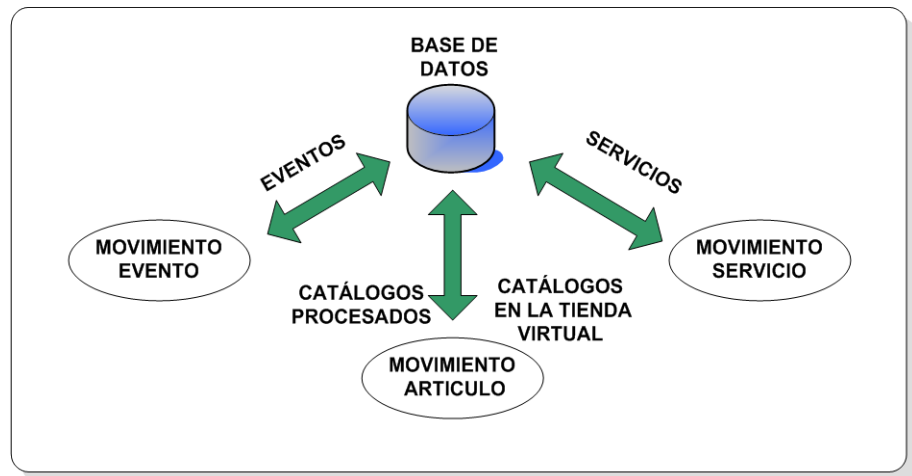 BASE DE
DATOS
EVENTOS
SERVICIOS
MOVIMIENTO
EVENTO
MOVIMIENTO
SERVICIO
CATÁLOGOS
PROCESADOS
CATÁLOGOS
EN LA TIENDA
VIRTUAL
MOVIMIENTO
ARTICULO